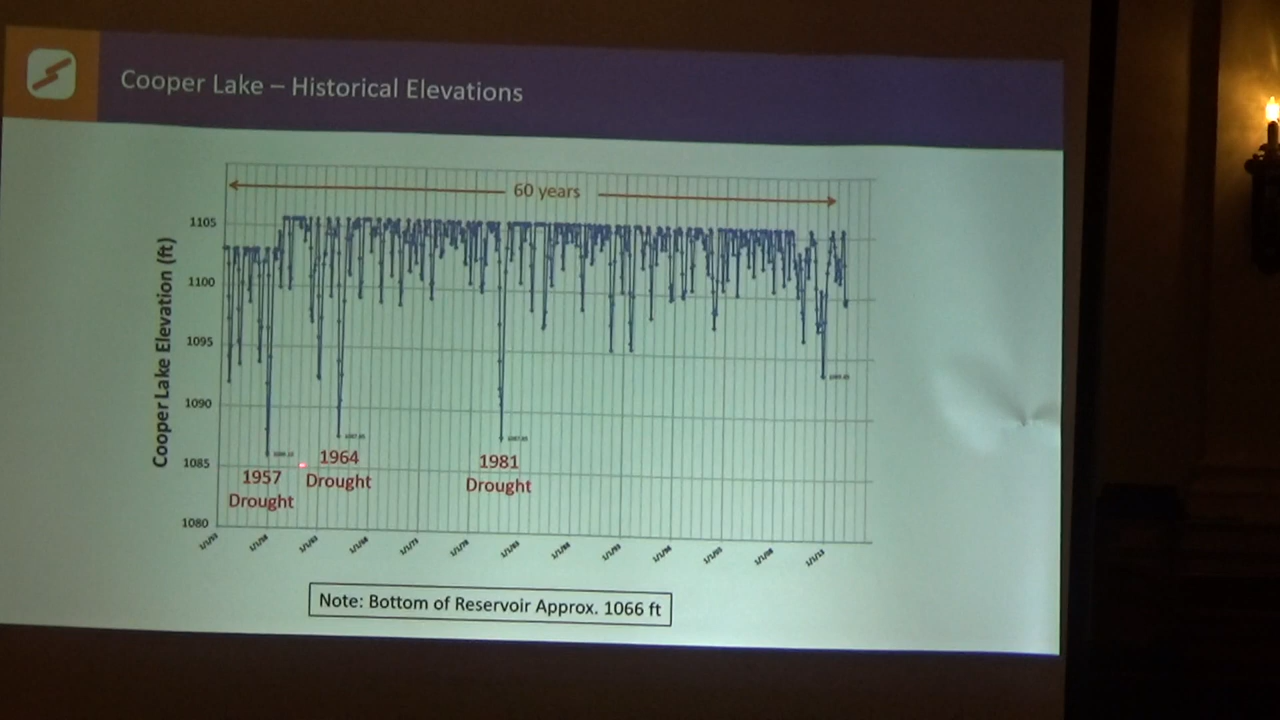 Cooper Lake – Historical Elevations
60 years
Cooper Lake Elevation (ft)
1105
1100
1095
1090
1085
1080
1957
Drought
1964
Drought
1981
Drought
Note: Bottom of Reservoir Approx. 1066 ft